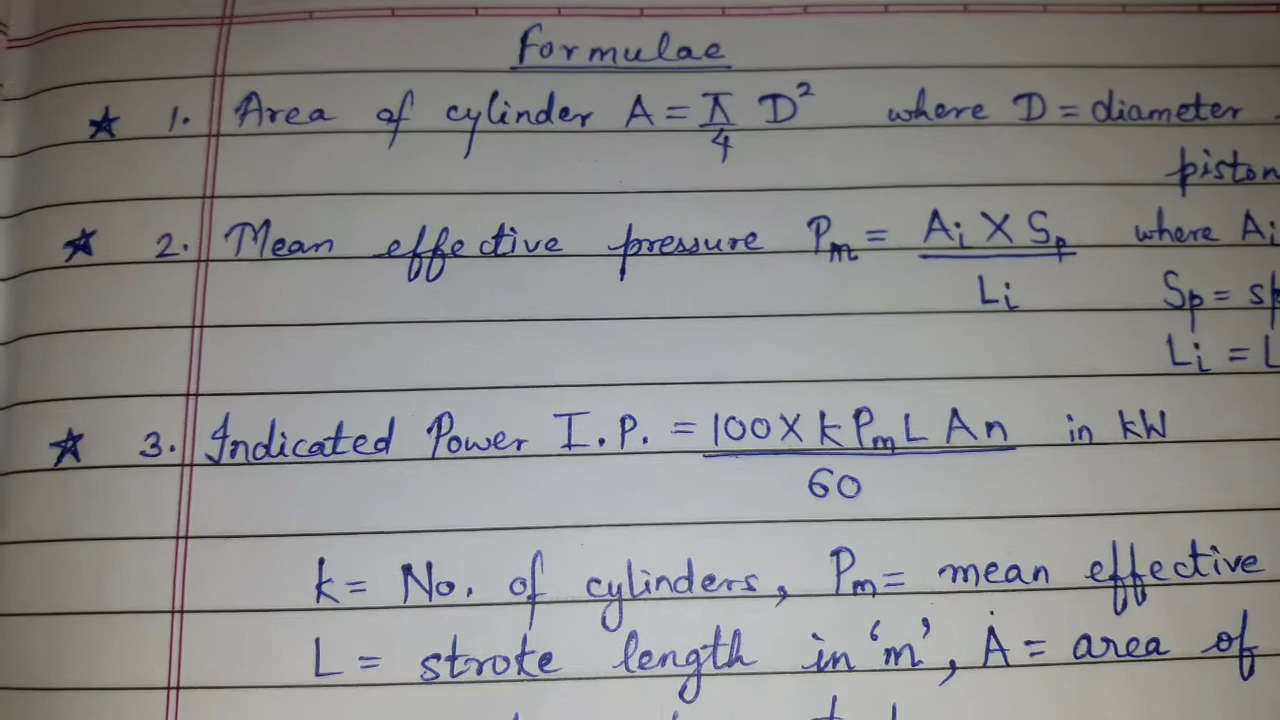 Formulae
★ 1. Area of cylinder A = π/4 D² where D = diameter
piston
★ 2. Mean effective pressure Pm = Ai X Sp / Li where Ai
Sp = sp
Li = L
★ 3. Indicated Power I.P. = 100 X k Pm L A n / 60 in kW
k = No. of cylinders, Pm = mean effective
L = stroke length in 'm', A = area of